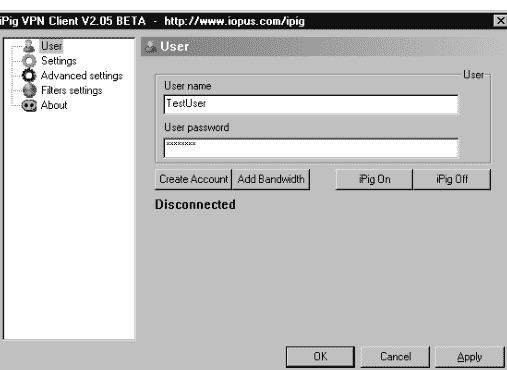 iPig VPN Client V2.05 BETA - http://www.iopus.com/ipig
User
Settings
Advanced settings
Filters settings
About
User
User
User name
TestUser
User password
xxxxxxxx
Create Account
Add Bandwidth
iPig On
iPig Off
Disconnected
OK
Cancel
Apply